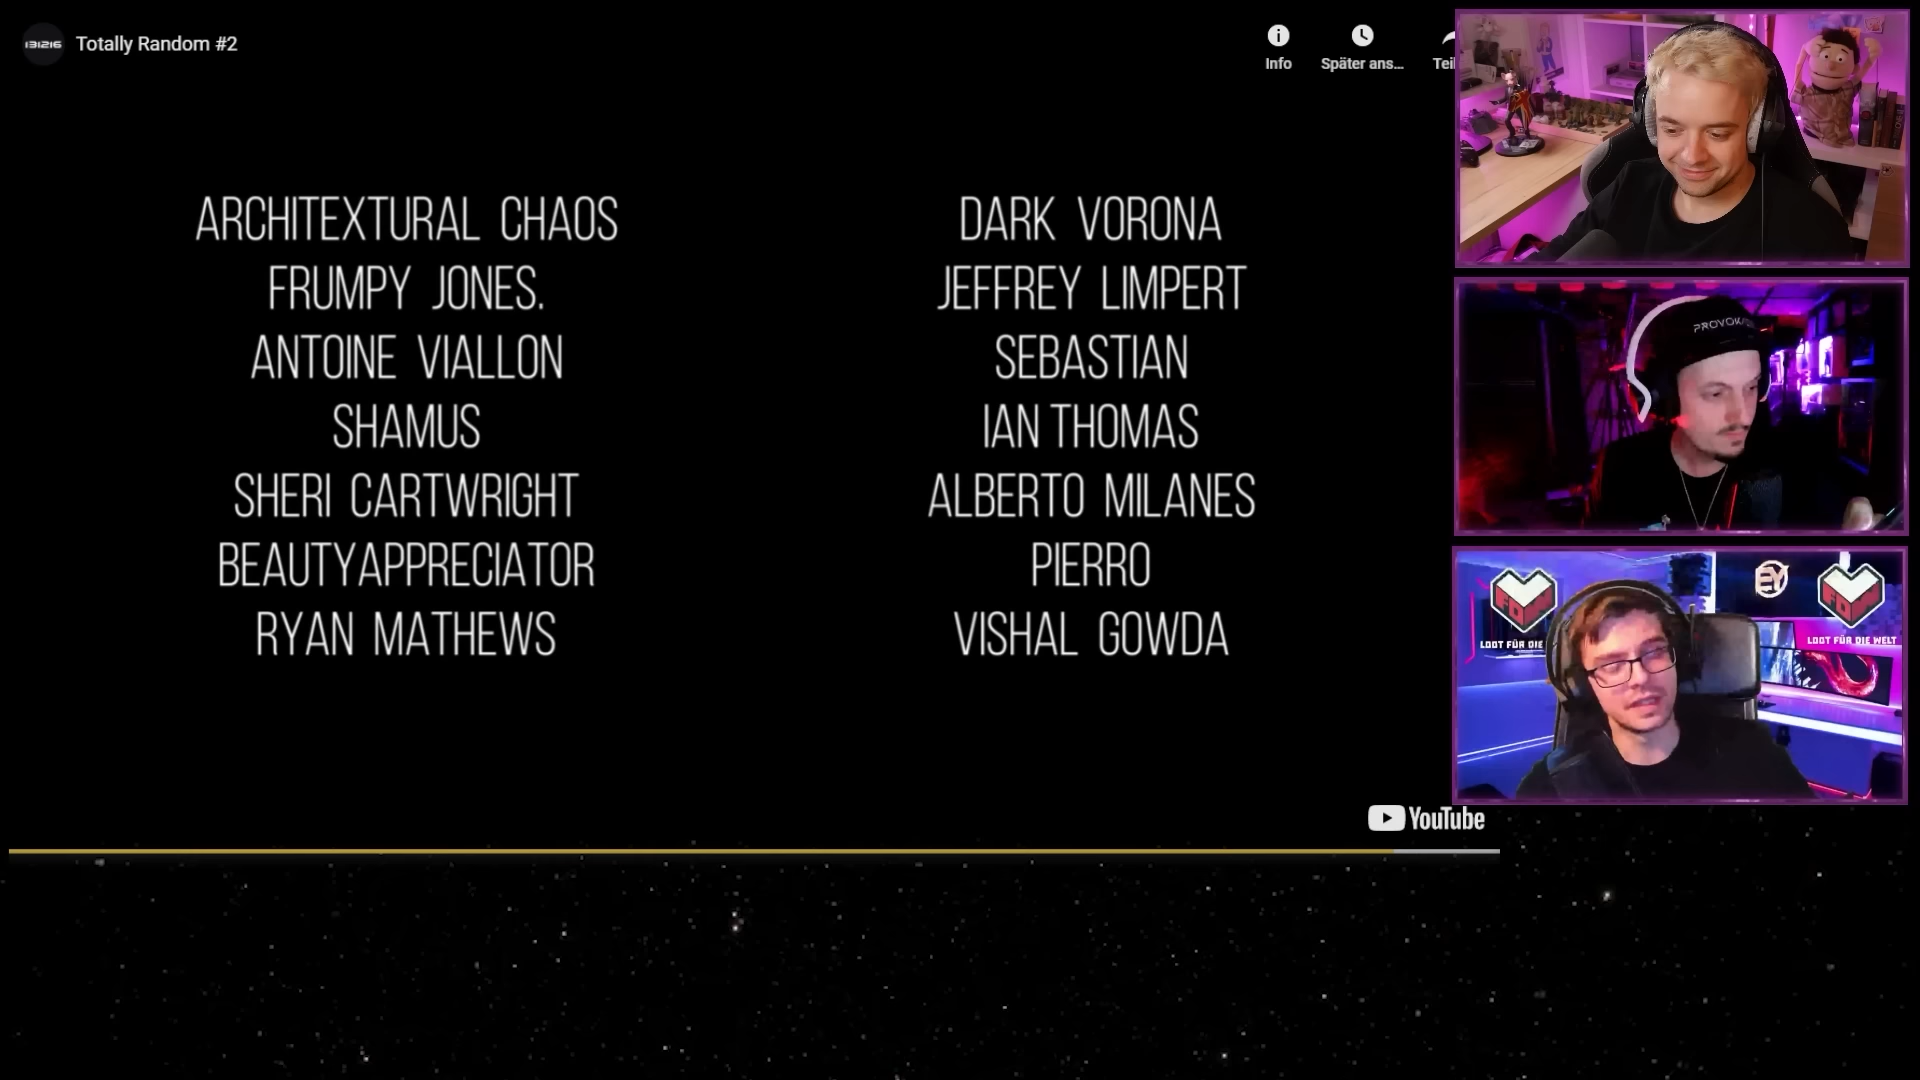 131216
Totally Random #2
Info
Später ans...
ARCHITEXTURAL CHAOS
FRUMPY JONES.
ANTOINE VIALLON
SHAMUS
SHERI CARTWRIGHT
BEAUTYAPPRECIATOR
RYAN MATHEWS
DARK VORONA
JEFFREY LIMPERT
SEBASTIAN
IAN THOMAS
ALBERTO MILANES
PIERRO
VISHAL GOWDA
YouTube
EY
LOOT FÜR DIE
LOOT FÜR DIE WELT